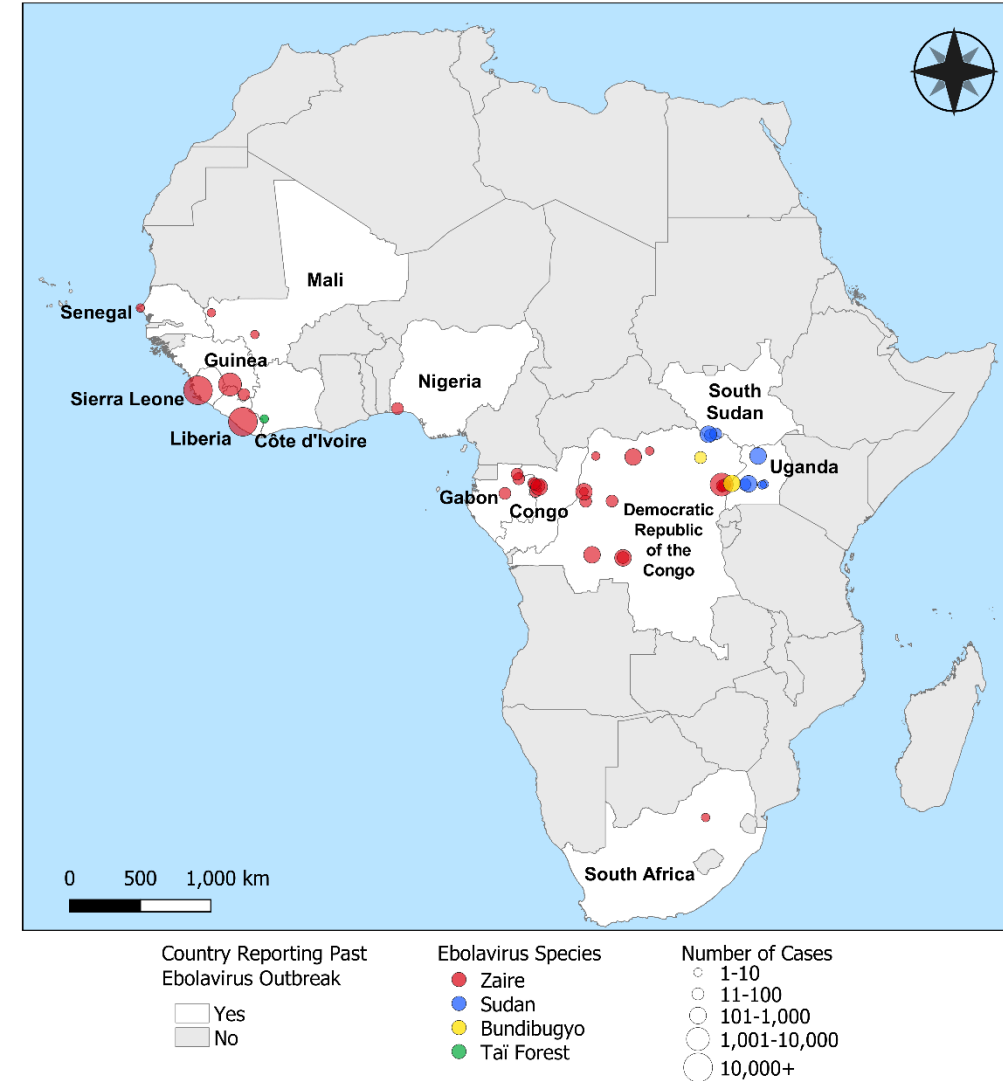 Mali
Senegal
Guinea
Nigeria
South
Sudan
Sierra Leone
Liberia
Côte d'Ivoire
Uganda
Gabon
Congo
Democratic
Republic
of the
Congo
South Africa
0 500 1,000 km
Country Reporting Past
Ebolavirus Outbreak
Yes
No
Ebolavirus Species
Zaire
Sudan
Bundibugyo
Taï Forest
Number of Cases
1-10
11-100
101-1,000
1,001-10,000
10,000+